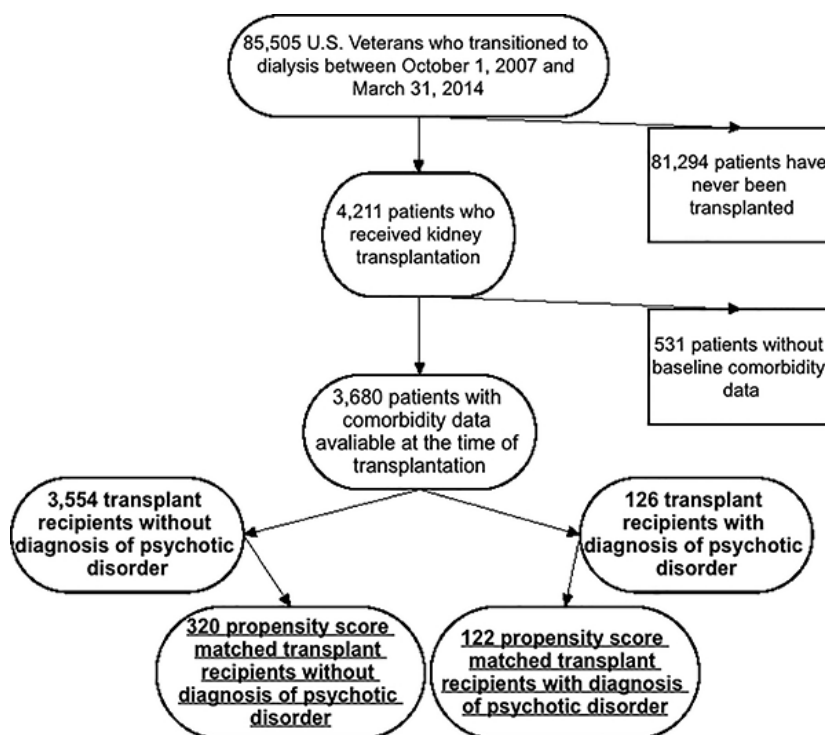 85,505 U.S. Veterans who transitioned to
dialysis between October 1, 2007 and
March 31, 2014
81,294 patients have
never been
transplanted
4,211 patients who
received kidney
transplantation
531 patients without
baseline comorbidity
data
3,680 patients with
comorbidity data
avaliable at the time of
transplantation
3,554 transplant
recipients without
diagnosis of psychotic
disorder
126 transplant
recipients with
diagnosis of psychotic
disorder
320 propensity score
matched transplant
recipients without
diagnosis of psychotic
disorder
122 propensity score
matched transplant
recipients with diagnosis
of psychotic disorder